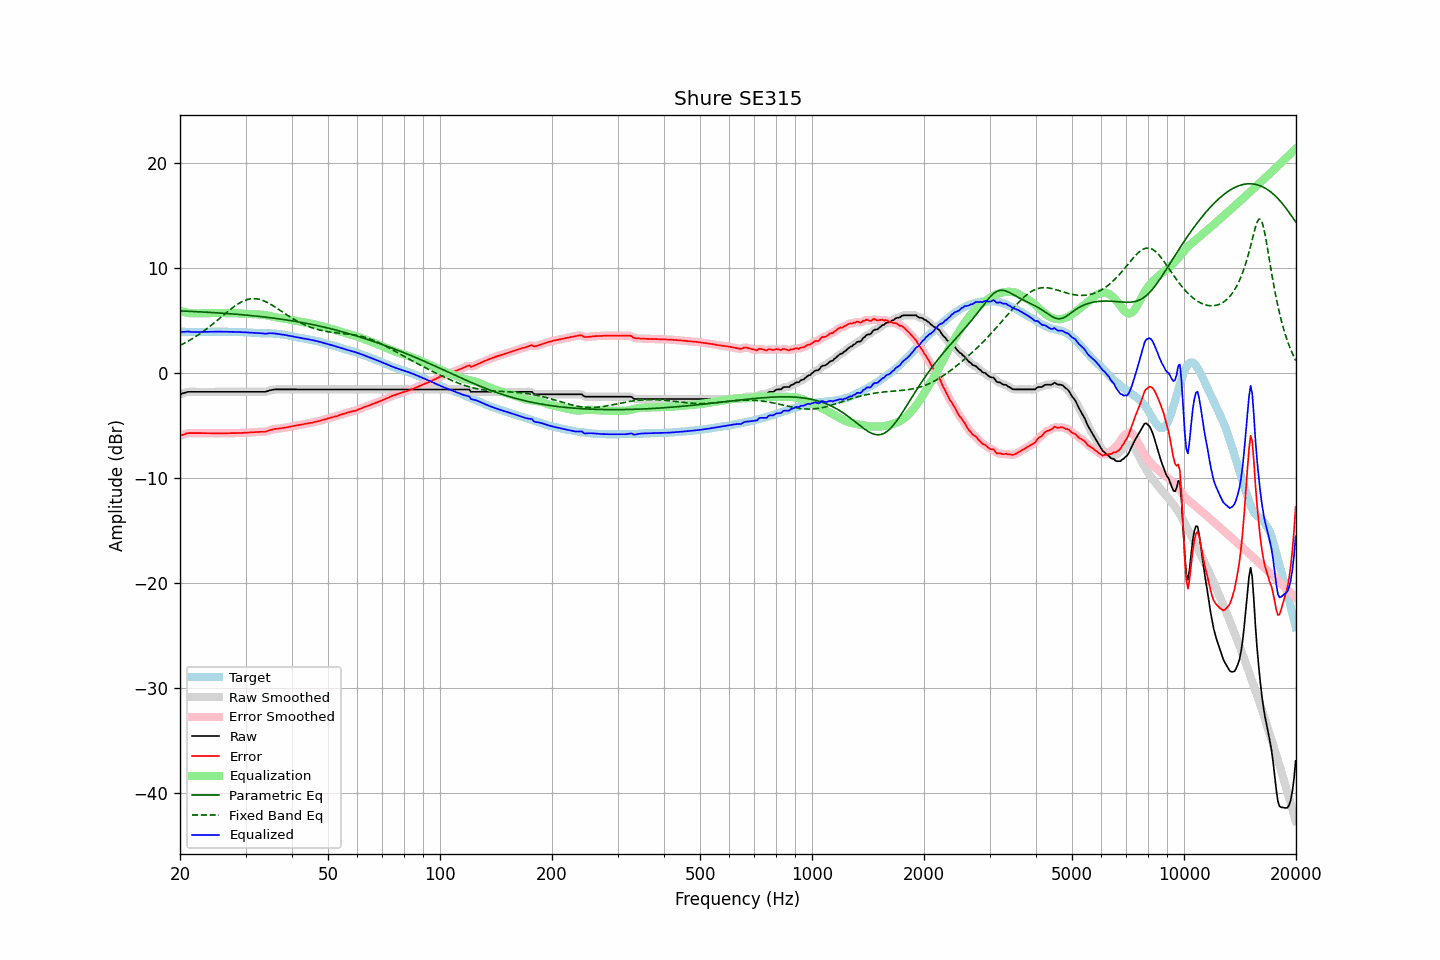 Shure SE315
Amplitude (dBr)
20
10
0
−10
−20
−30
−40
Target
Raw Smoothed
Error Smoothed
Raw
Error
Equalization
Parametric Eq
Fixed Band Eq
Equalized
20 50 100 200 500 1000 2000 5000 10000 20000
Frequency (Hz)